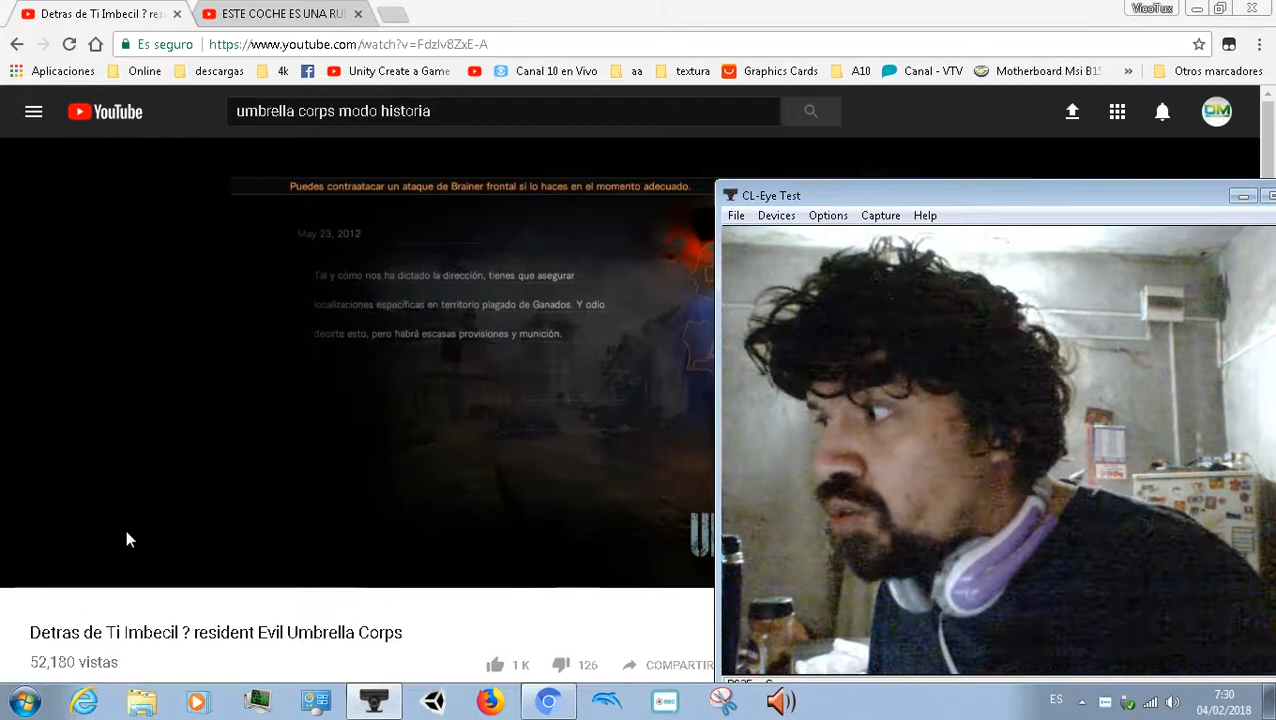 Detras de Ti Imbecil ? res
ESTE COCHE ES UNA RU
VicoTux
Es seguro
https://www.youtube.com/watch?v=Fdzlv8ZxE-A
Aplicaciones
Online
descargas
4k
Unity Create a Game
Canal 10 en Vivo
aa
textura
Graphics Cards
A10
Canal - VTV
Motherboard Msi B15
»
Otros marcadores
YouTube
umbrella corps modo historia
Puedes contraatacar un ataque de Brainer frontal si lo haces en el momento adecuado.
May 23, 2012
Tal y cómo nos ha dictado la dirección, tienes que asegurar
localizaciones específicas en territorio plagado de Ganados. Y odio
decirte esto, pero habrá escasas provisiones y munición.
CL-Eye Test
File Devices Options Capture Help
Detras de Ti Imbecil ? resident Evil Umbrella Corps
52,180 vistas
1 K
126
COMPARTIR
REC
ES
7:30
04/02/2018